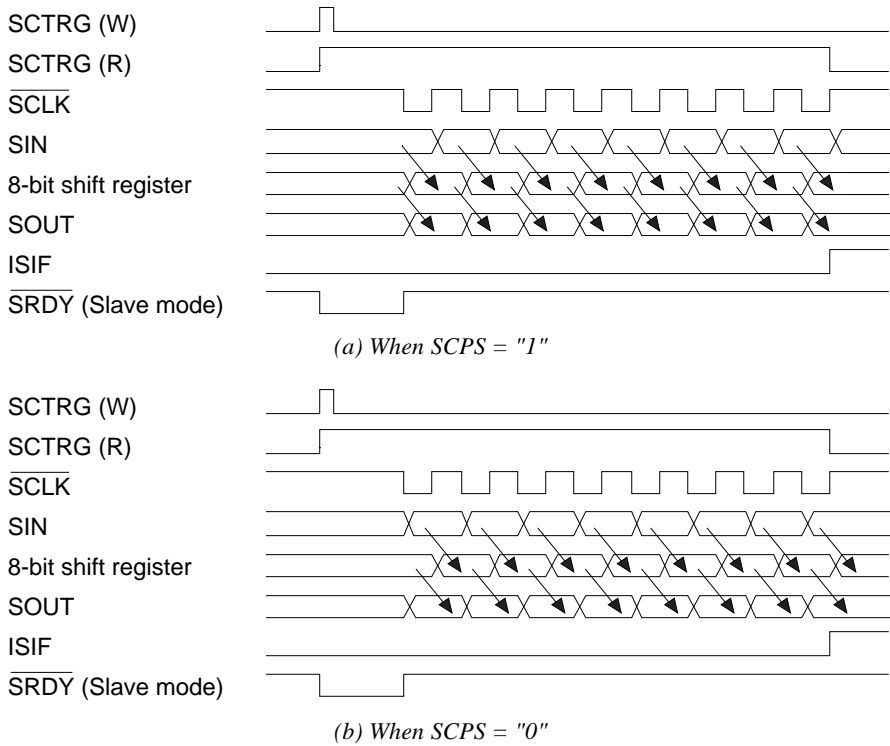 SCTRG (W)
SCTRG (R)
SCLK
SIN
8-bit shift register
SOUT
ISIF
SRDY (Slave mode)
(a) When SCPS = "1"
SCTRG (W)
SCTRG (R)
SCLK
SIN
8-bit shift register
SOUT
ISIF
SRDY (Slave mode)
(b) When SCPS = "0"